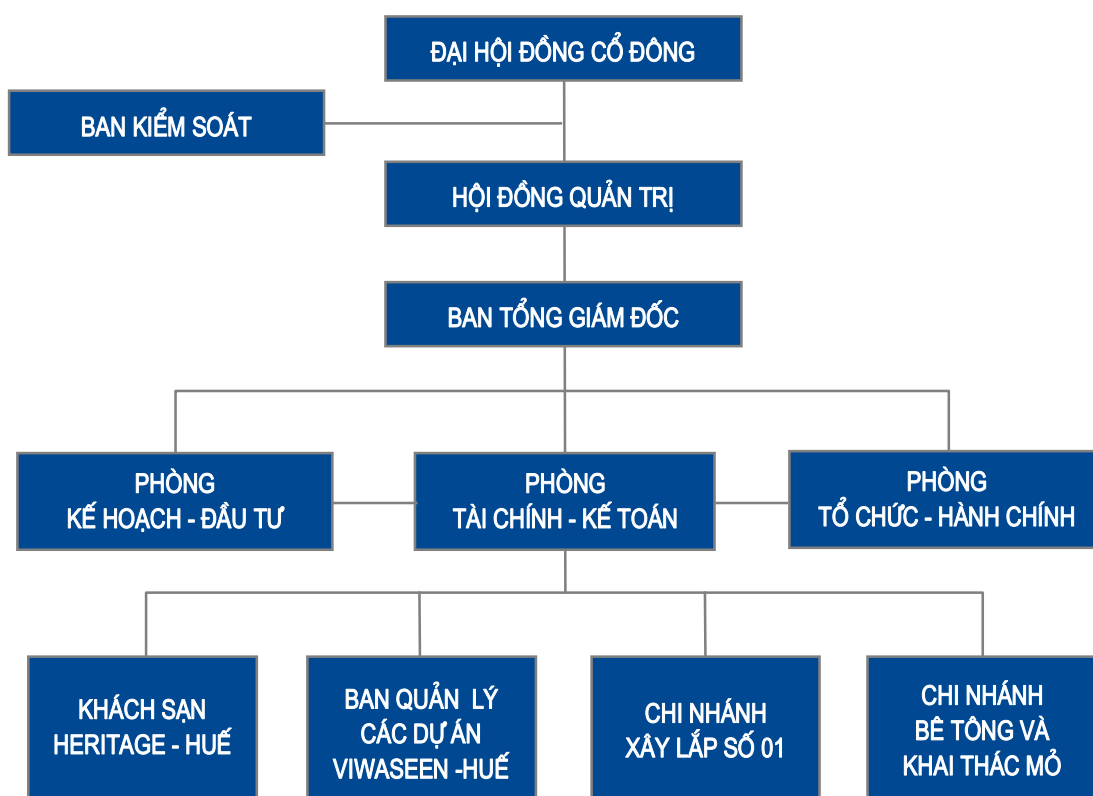 ĐẠI HỘI ĐỒNG CỔ ĐÔNG
BAN KIỂM SOÁT
HỘI ĐỒNG QUẢN TRỊ
BAN TỔNG GIÁM ĐỐC
PHÒNG
KẾ HOẠCH - ĐẦU TƯ
PHÒNG
TÀI CHÍNH - KẾ TOÁN
PHÒNG
TỔ CHỨC - HÀNH CHÍNH
KHÁCH SẠN
HERITAGE - HUẾ
BAN QUẢN LÝ
CÁC DỰ ÁN
VIWASEEN -HUẾ
CHI NHÁNH
XÂY LẮP SỐ 01
CHI NHÁNH
BÊ TÔNG VÀ
KHAI THÁC MỎ